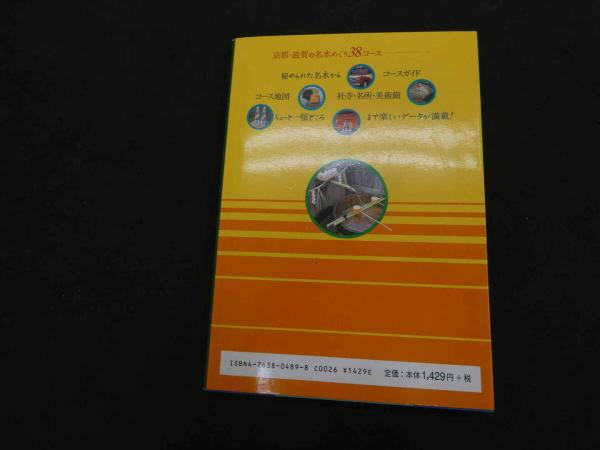 京都・滋賀の名水めぐり38コース
秘められた名水から コースガイド
コース地図 社寺・名所・美術館
ちょっと一服どころ まで楽しいデータが満載!
ISBN4-7638-0489-8 C0026 ¥1429E 定価:本体1,429円+税